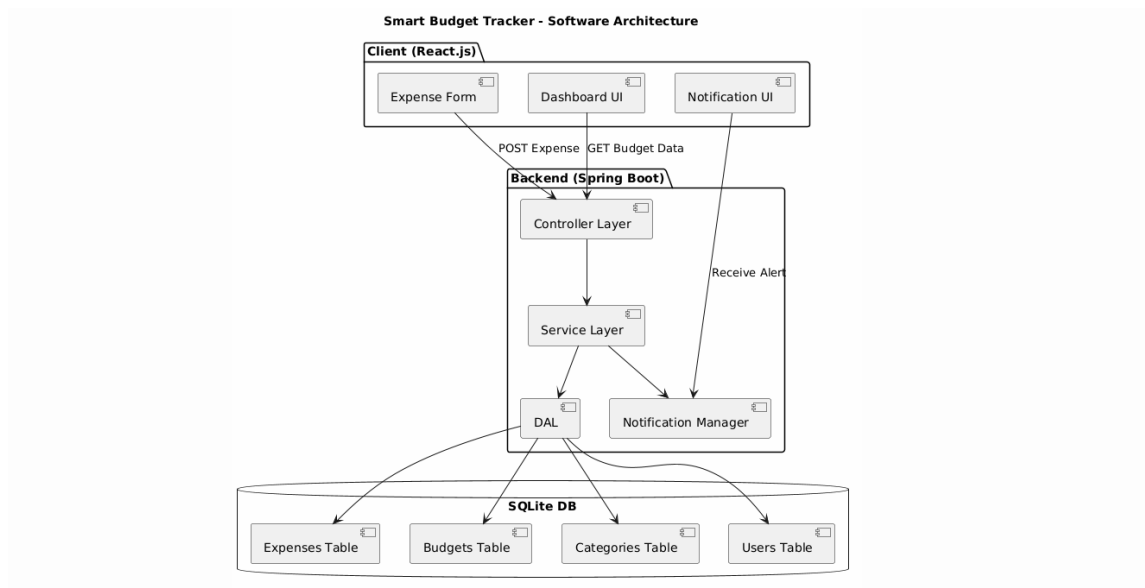 Smart Budget Tracker - Software Architecture
Client (React.js)
Expense Form
Dashboard UI
Notification UI
POST Expense
GET Budget Data
Backend (Spring Boot)
Controller Layer
Receive Alert
Service Layer
DAL
Notification Manager
SQLite DB
Expenses Table
Budgets Table
Categories Table
Users Table